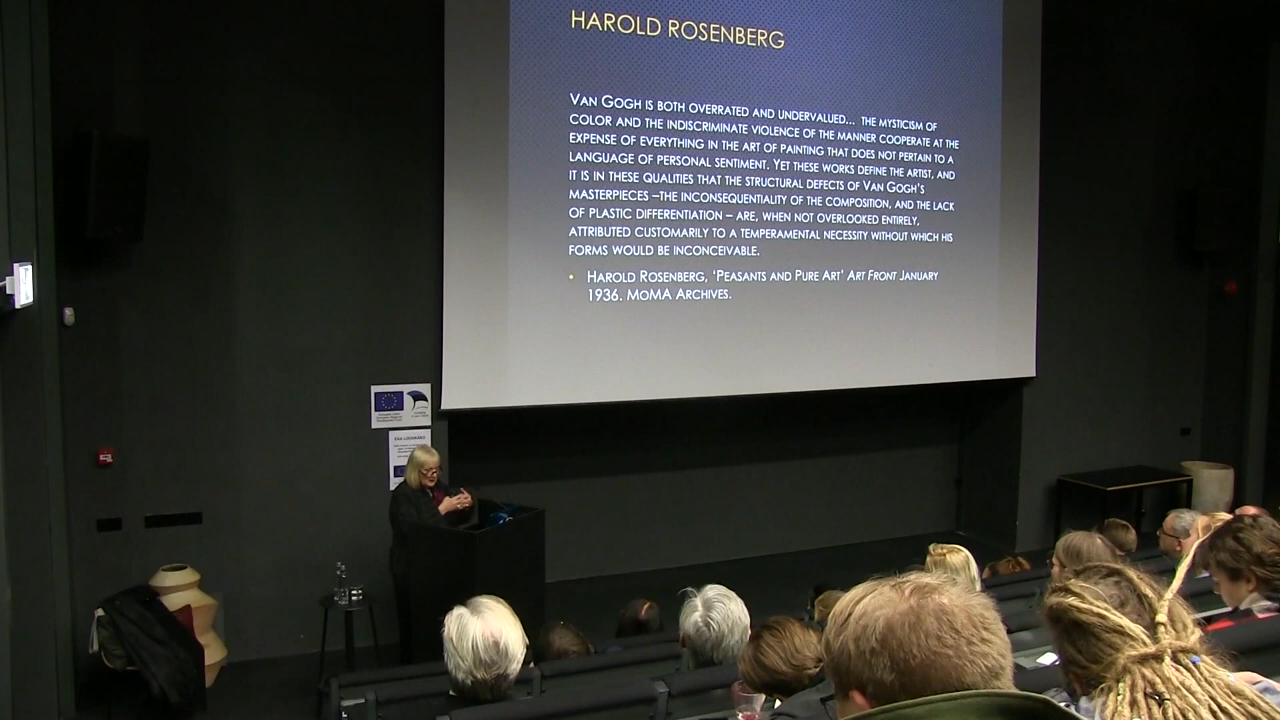 HAROLD ROSENBERG
VAN GOGH IS BOTH OVERRATED AND UNDERVALUED... THE MYSTICISM OF
COLOR AND THE INDISCRIMINATE VIOLENCE OF THE MANNER COOPERATE AT THE
EXPENSE OF EVERYTHING IN THE ART OF PAINTING THAT DOES NOT PERTAIN TO A
LANGUAGE OF PERSONAL SENTIMENT. YET THESE WORKS DEFINE THE ARTIST, AND
IT IS IN THESE QUALITIES THAT THE STRUCTURAL DEFECTS OF VAN GOGH'S
MASTERPIECES –THE INCONSEQUENTIALITY OF THE COMPOSITION, AND THE LACK
OF PLASTIC DIFFERENTIATION – ARE, WHEN NOT OVERLOOKED ENTIRELY,
ATTRIBUTED CUSTOMARILY TO A TEMPERAMENTAL NECESSITY WITHOUT WHICH HIS
FORMS WOULD BE INCONCEIVABLE.
• HAROLD ROSENBERG, 'PEASANTS AND PURE ART' ART FRONT JANUARY
1936. MOMA ARCHIVES.